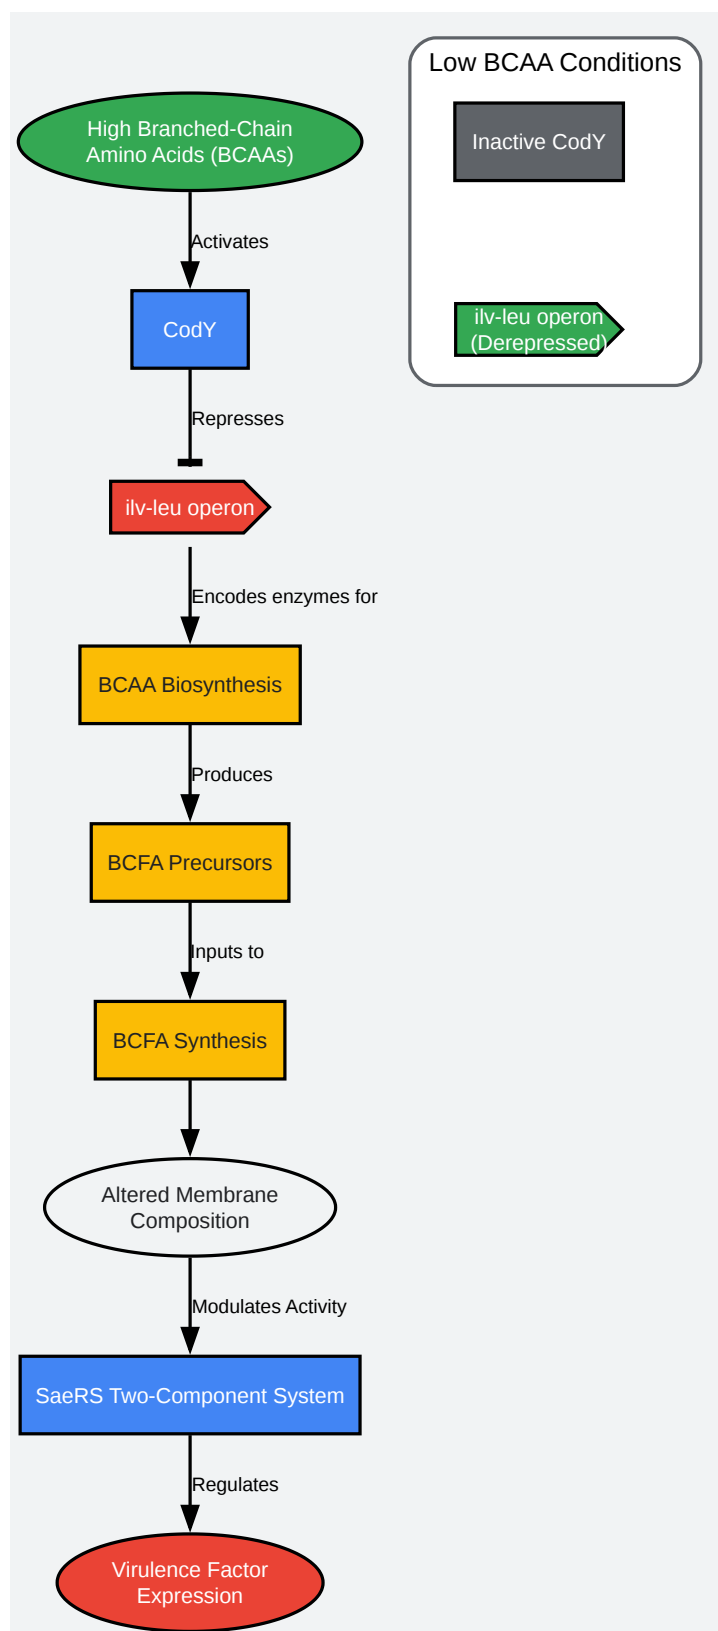 Low BCAA Conditions
High Branched-Chain
Amino Acids (BCAAs)
Inactive CodY
Activates
ilv-leu operon
(Derepressed)
CodY
Represses
ilv-leu operon
Encodes enzymes for
BCAA Biosynthesis
Produces
BCFA Precursors
Inputs to
BCFA Synthesis
Altered Membrane
Composition
Modulates Activity
SaeRS Two-Component System
Regulates
Virulence Factor
Expression